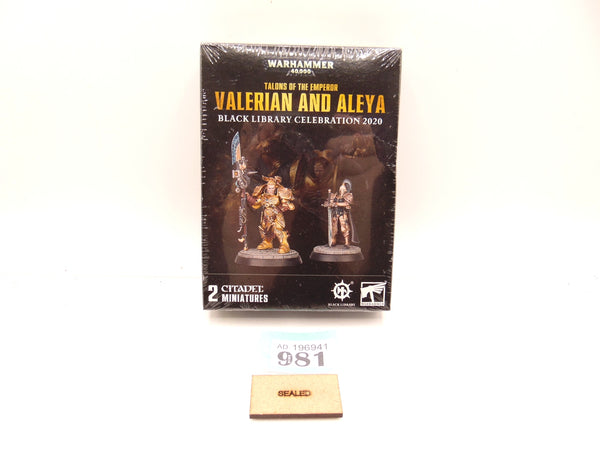 WARHAMMER
40,000
TALONS OF THE EMPEROR
VALERIAN AND ALEYA
BLACK LIBRARY CELEBRATION 2020
2 CITADEL
MINIATURES
BLACK LIBRARY
WARHAMMER
AD 196941
981
SEALED